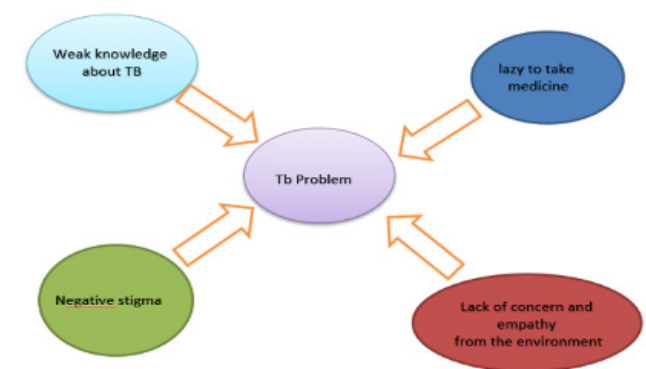 Weak knowledge
about TB
lazy to take
medicine
Tb Problem
Negative stigma
Lack of concern and
empathy
from the environment